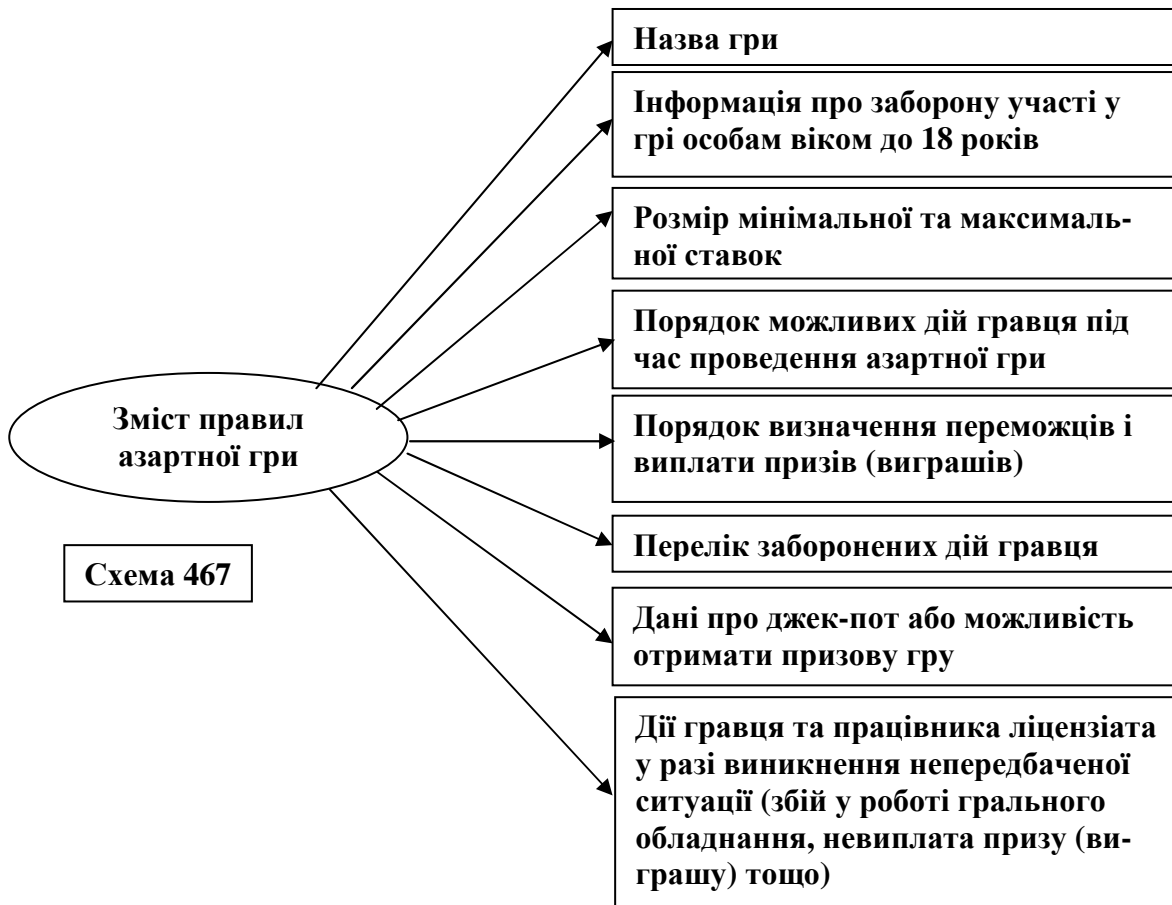 Назва гри
Інформація про заборону участі у
грі особам віком до 18 років
Розмір мінімальної та максималь-
ної ставок
Порядок можливих дій гравця під
час проведення азартної гри
Зміст правил
азартної гри
Порядок визначення переможців і
виплати призів (виграшів)
Перелік заборонених дій гравця
Схема 467
Дані про джек-пот або можливість
отримати призову гру
Дії гравця та працівника ліцензіата
у разі виникнення непередбаченої
ситуації (збій у роботі грального
обладнання, невиплата призу (ви-
грашу) тощо)